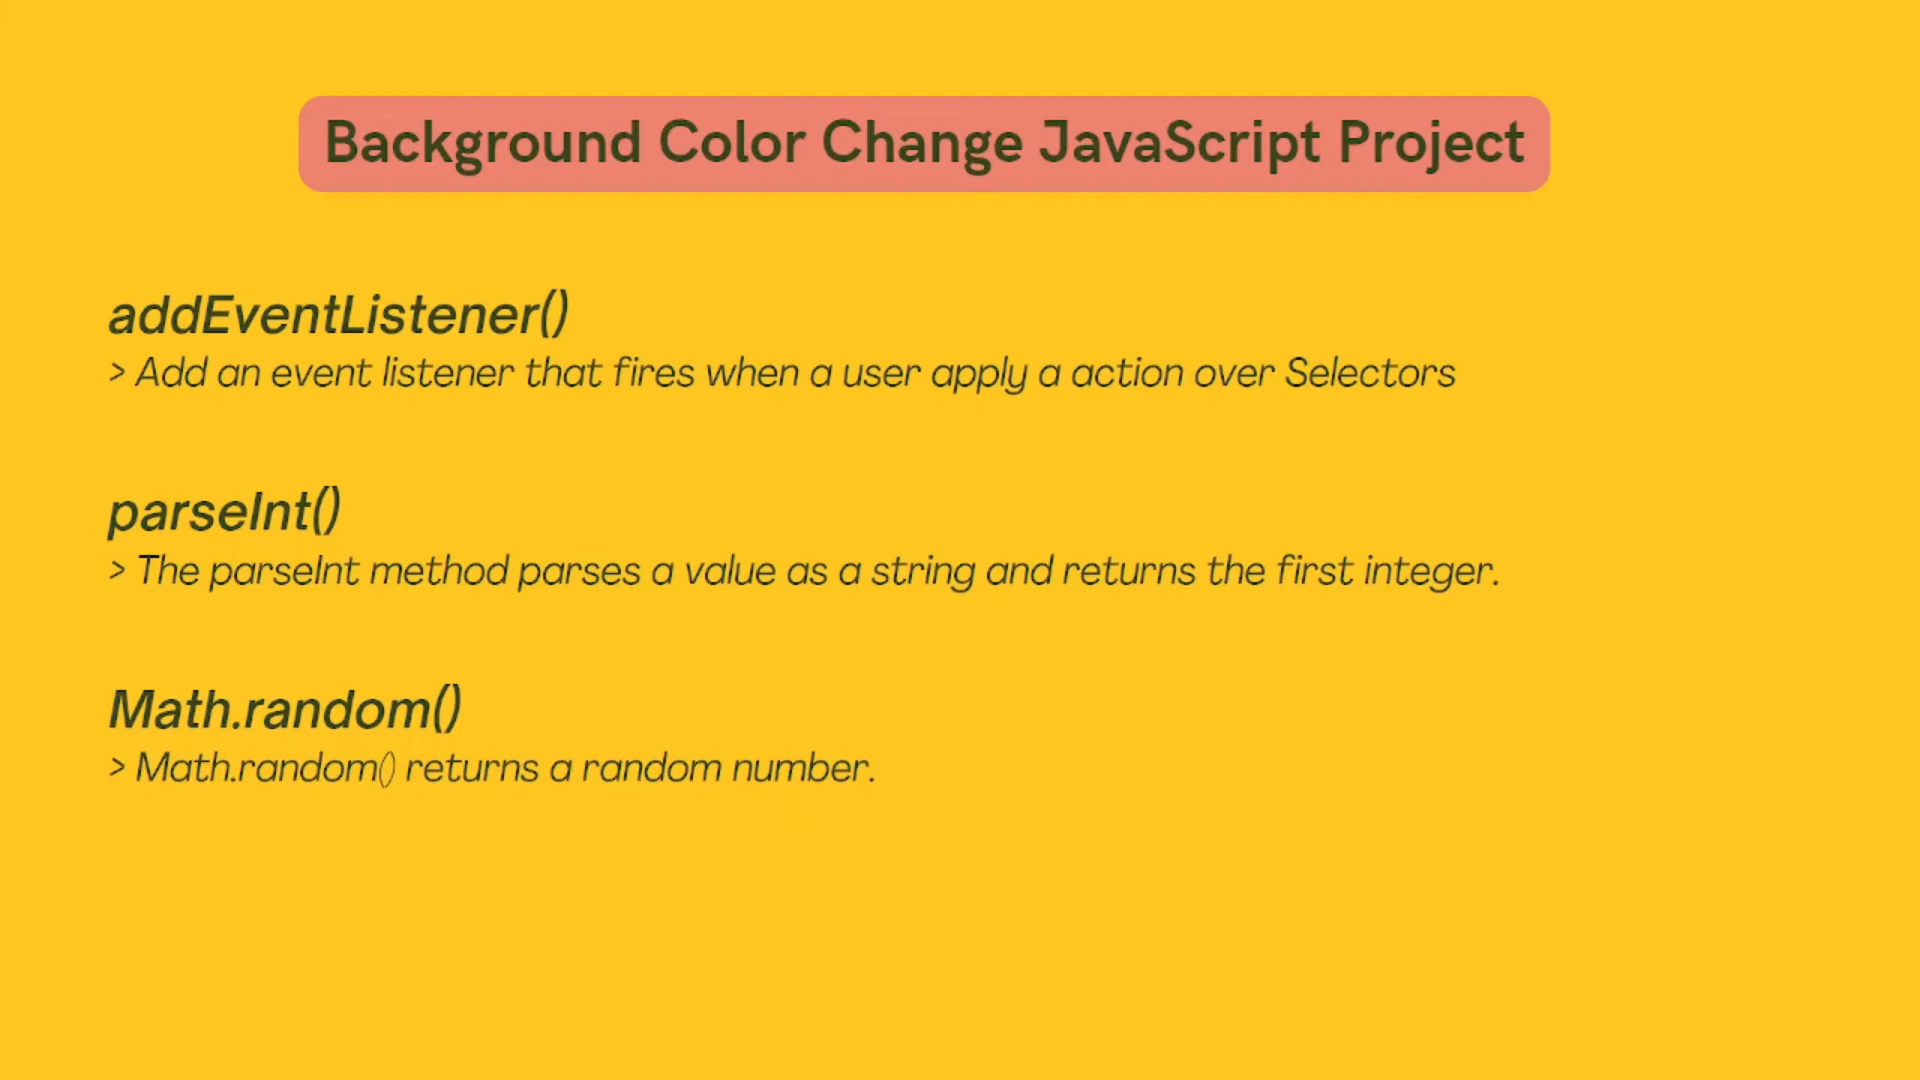 Background Color Change JavaScript Project
addEventListener()
> Add an event listener that fires when a user apply a action over Selectors
parseInt()
> The parseInt method parses a value as a string and returns the first integer.
Math.random()
> Math.random() returns a random number.